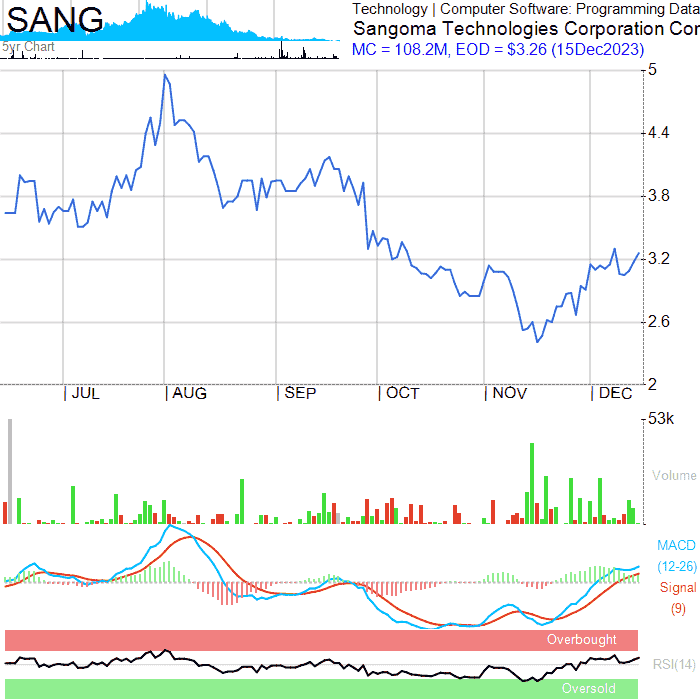 SANG
5yr Chart
Technology | Computer Software: Programming Data
Sangoma Technologies Corporation Cor
MC = 108.2M, EOD = $3.26 (15Dec2023)
5
4.4
3.8
3.2
2.6
2
JUL AUG SEP OCT NOV DEC
53k
Volume
MACD
(12-26)
Signal
(9)
Overbought
RSI(14)
Oversold